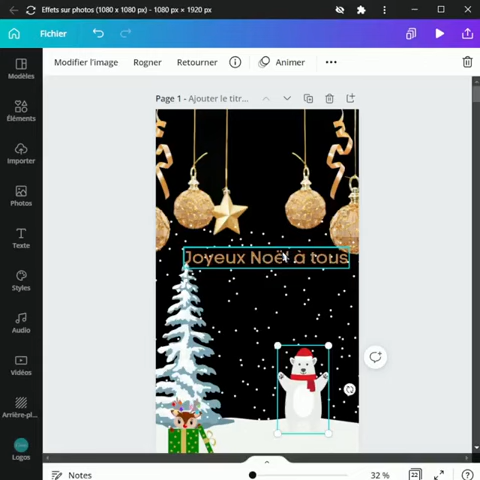 Effets sur photos (1080 x 1080 px) - 1080 px × 1920 px
Fichier
Modifier l'image Rogner Retourner Animer
Modèles
Éléments
Importer
Photos
Texte
Styles
Audio
Vidéos
Arrière-pl...
Logos
Page 1 - Ajouter le titr...
Joyeux Noël à tous
Notes
32 %
22